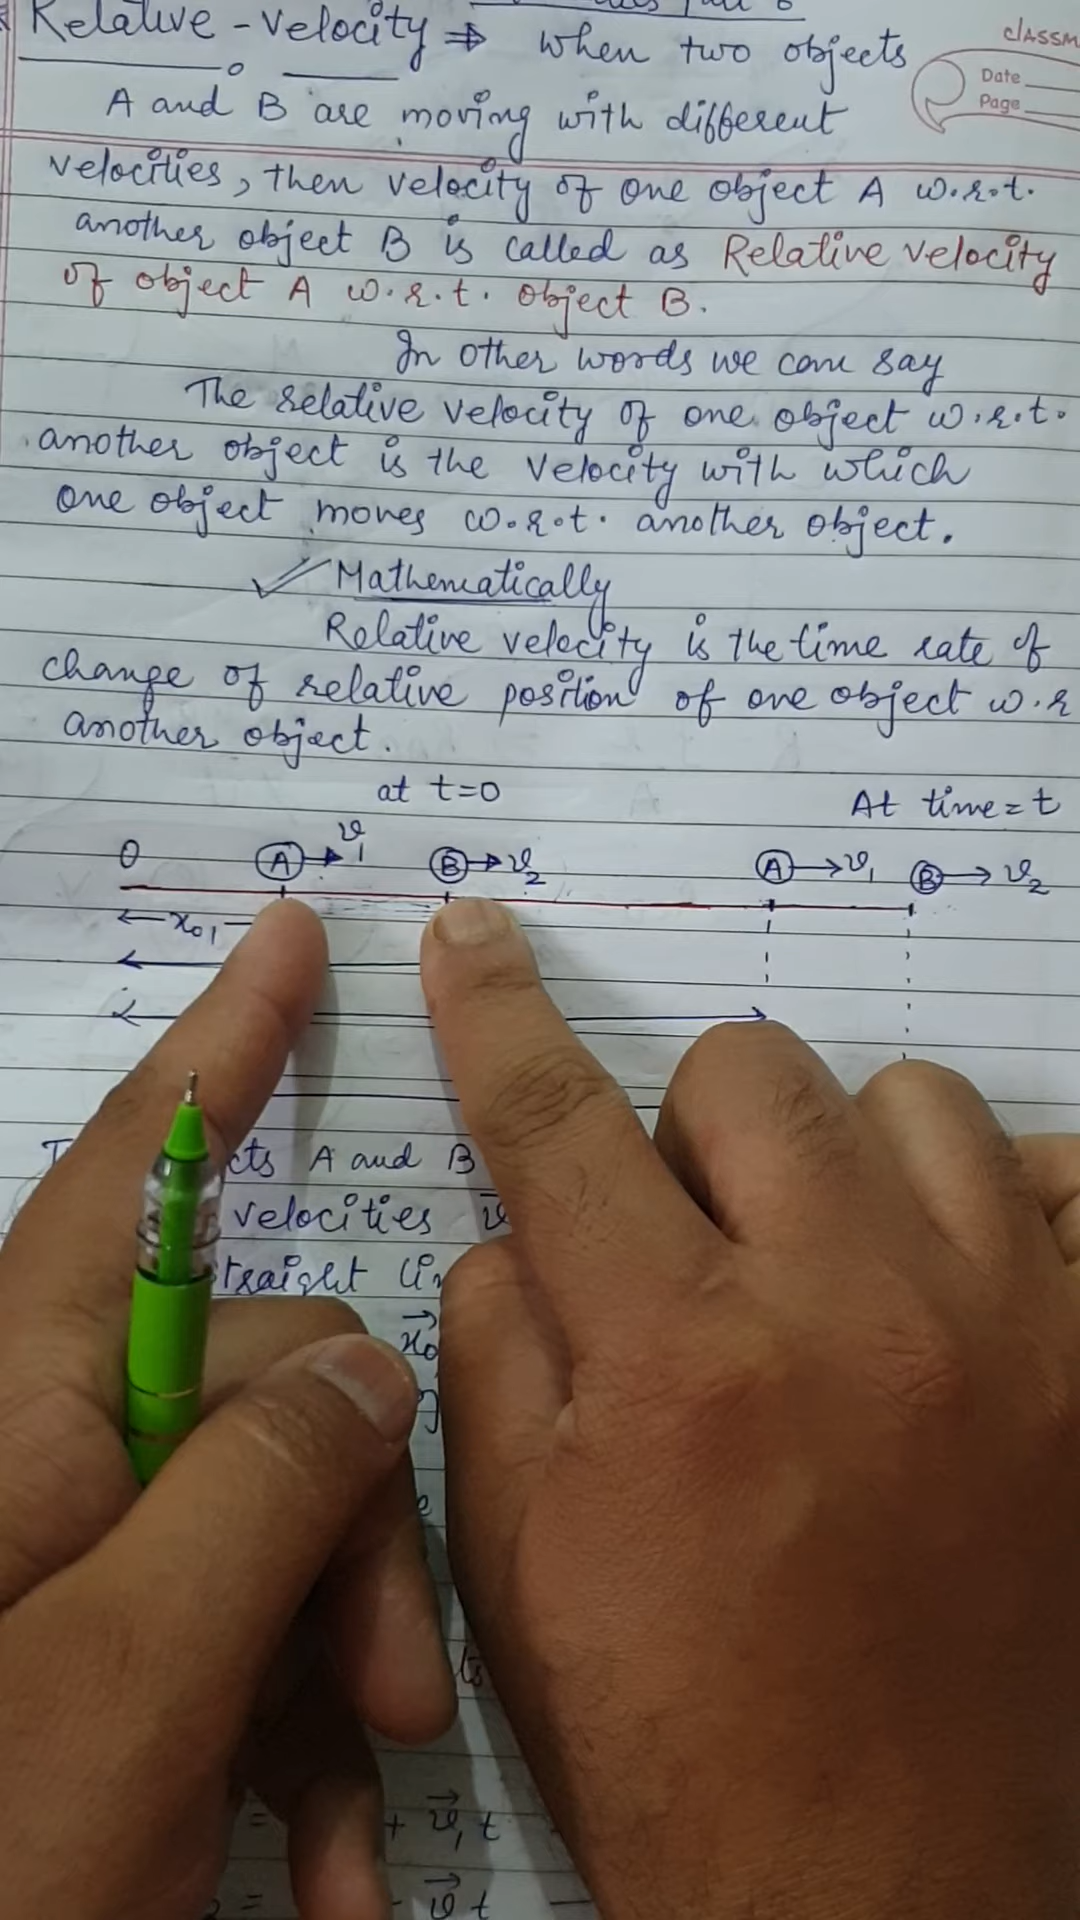 Relative-Velocity ⇒ when two objects
CLASSM
Date
Page
A and B are moving with different
velocities, then velocity of one object A w.r.t.
another object B is called as Relative velocity
of object A w.r.t. object B.
In other words we can say
The relative velocity of one object w.r.t.
another object is the velocity with which
one object moves w.r.t. another object.
✓ Mathematically
Relative velocity is the time rate of
change of relative position of one object w.r
another object.
at t=0 At time = t
O A → v₁ B → v₂ A → v₁ B → v₂
x₀₁
cts A and B
velocities
traight
x⃗₀
= + v⃗₁ t
= v⃗ t